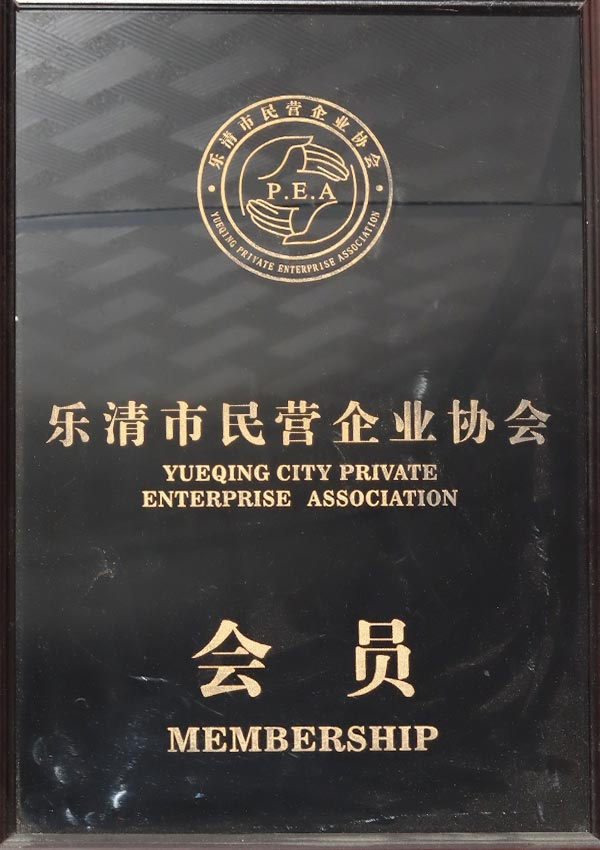 乐清市民营企业协会
P.E.A
YUEQING PRIVATE ENTERPRISE ASSOCIATION
乐清市民营企业协会
YUEQING CITY PRIVATE
ENTERPRISE ASSOCIATION
会员
MEMBERSHIP